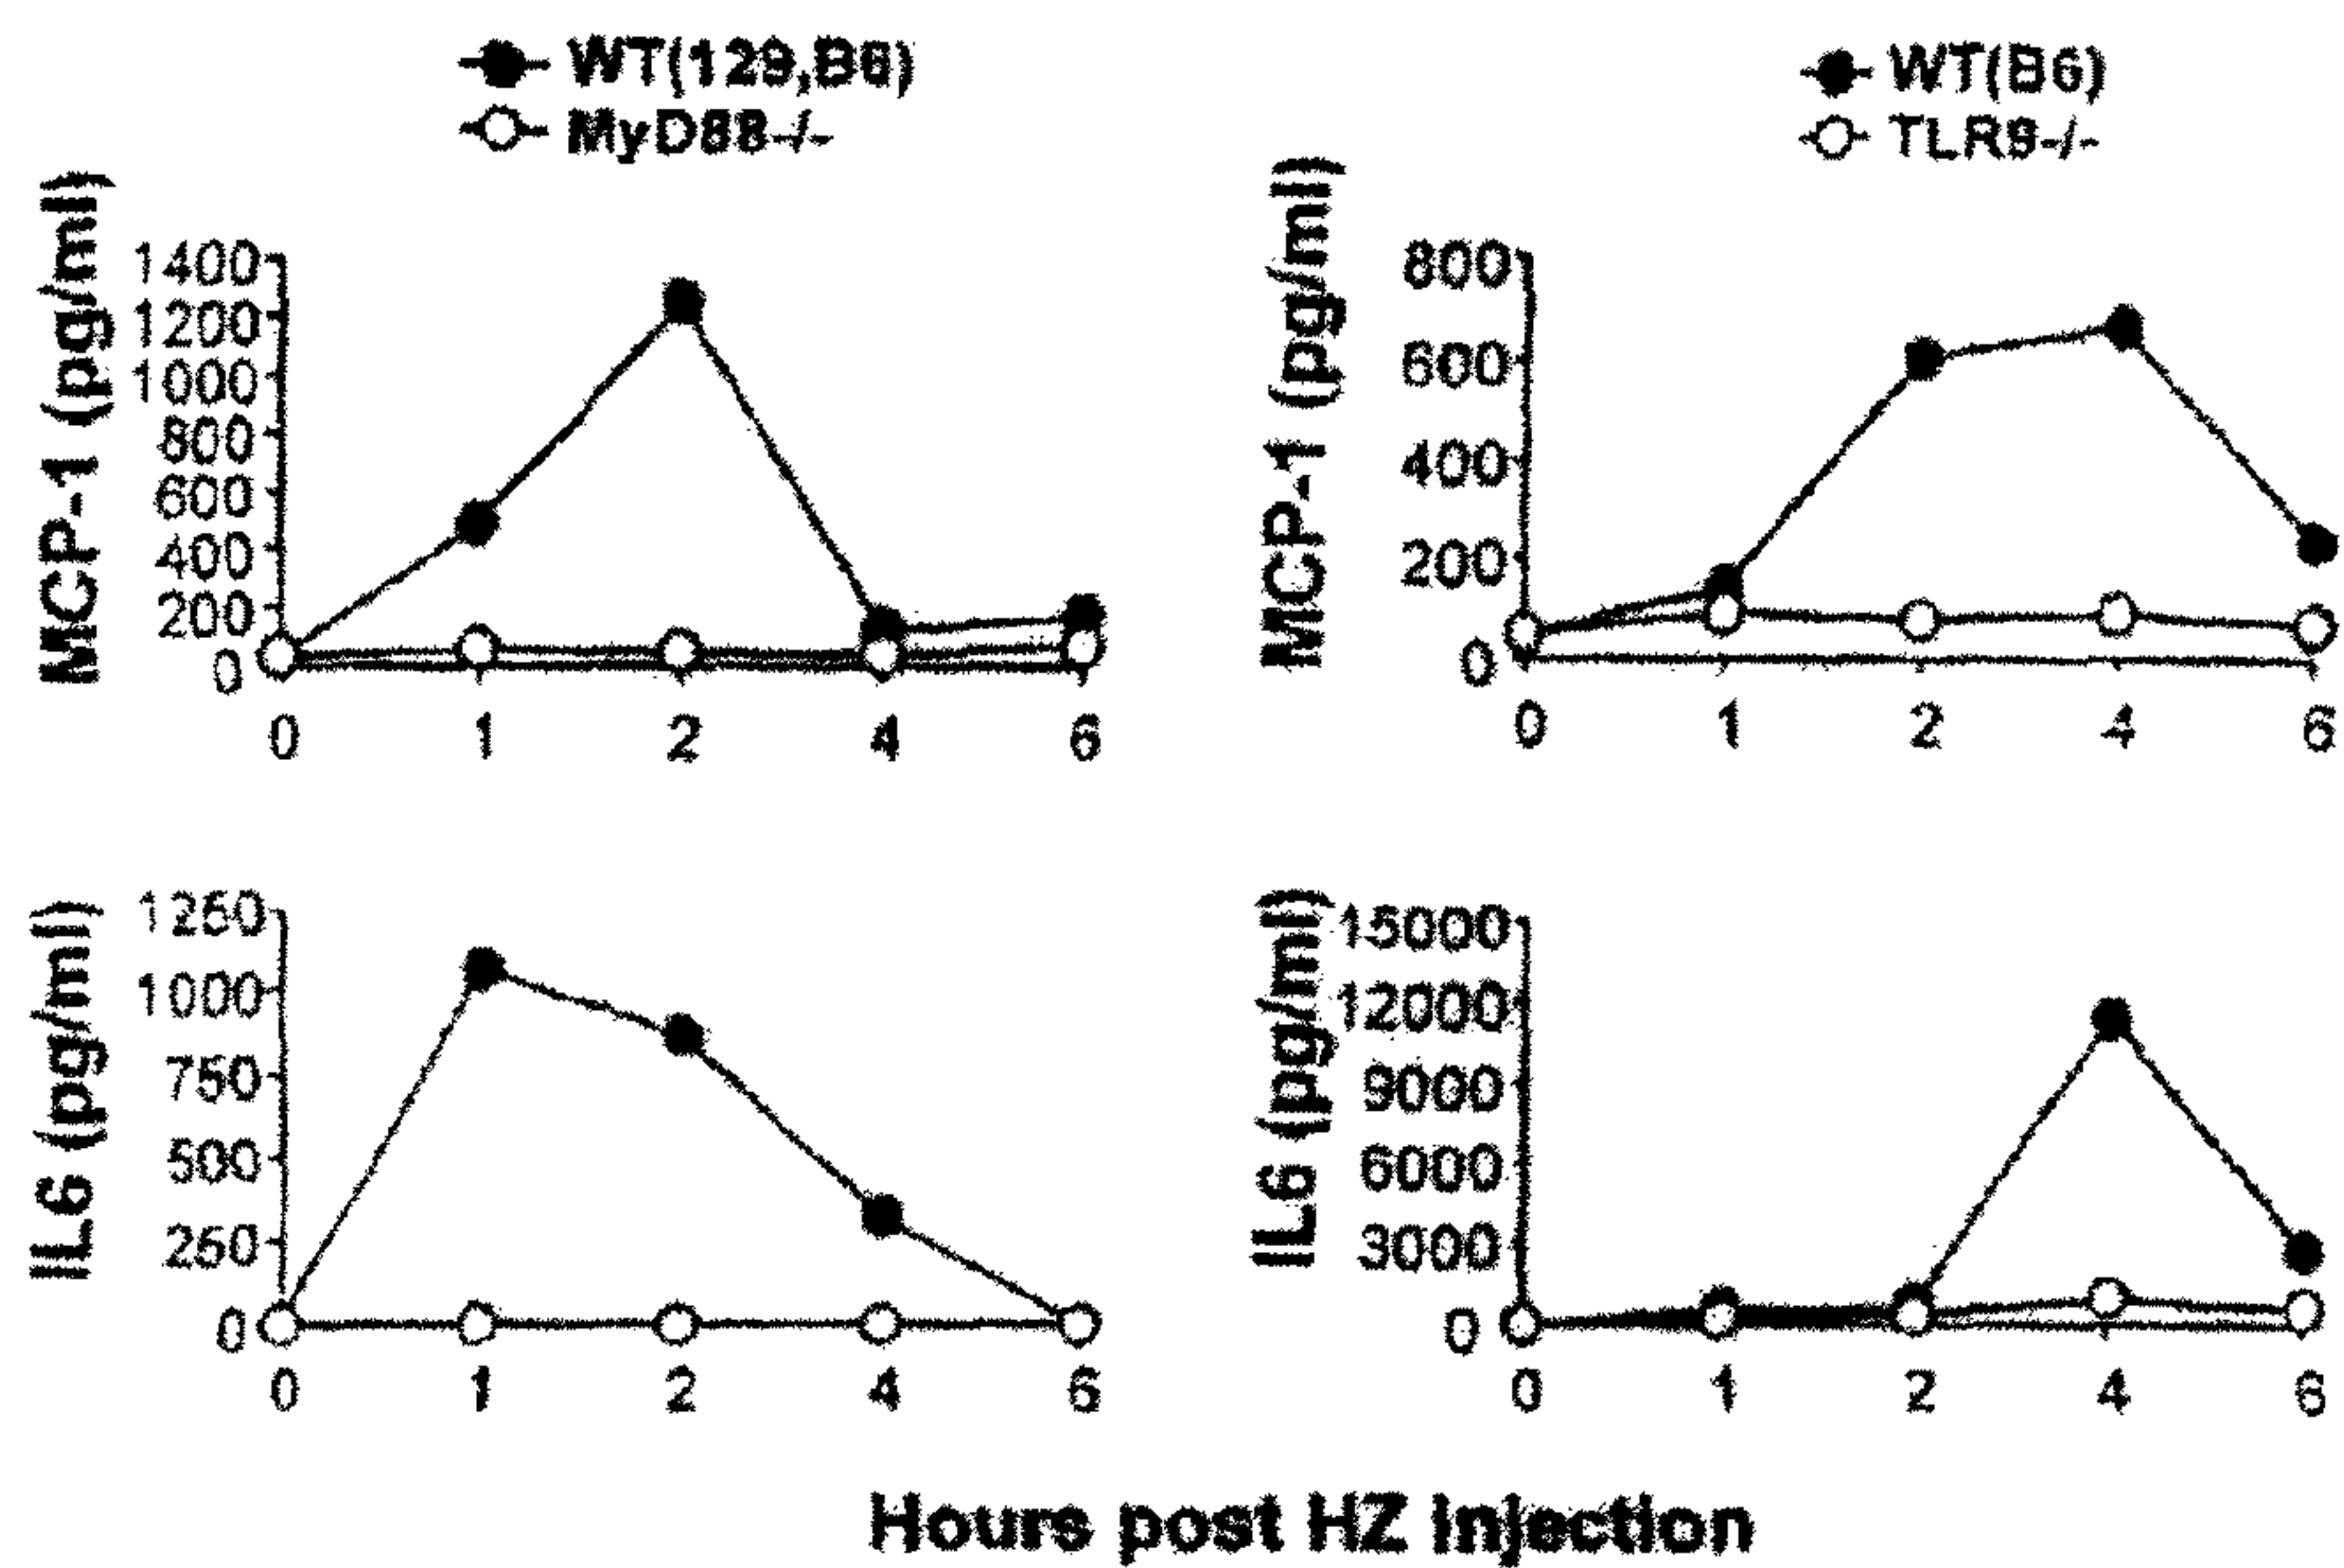 WT(129,B6)
MyD88-/-
MCP-1 (pg/ml)
1400
1200
1000
800
600
400
200
0
0 1 2 4 6
WT(B6)
TLR9-/-
MCP-1 (pg/ml)
800
600
400
200
0
0 1 2 4 6
IL6 (pg/ml)
1250
1000
750
500
250
0
0 1 2 4 6
IL6 (pg/ml)
15000
12000
9000
6000
3000
0
0 1 2 4 6
Hours post HZ Injection